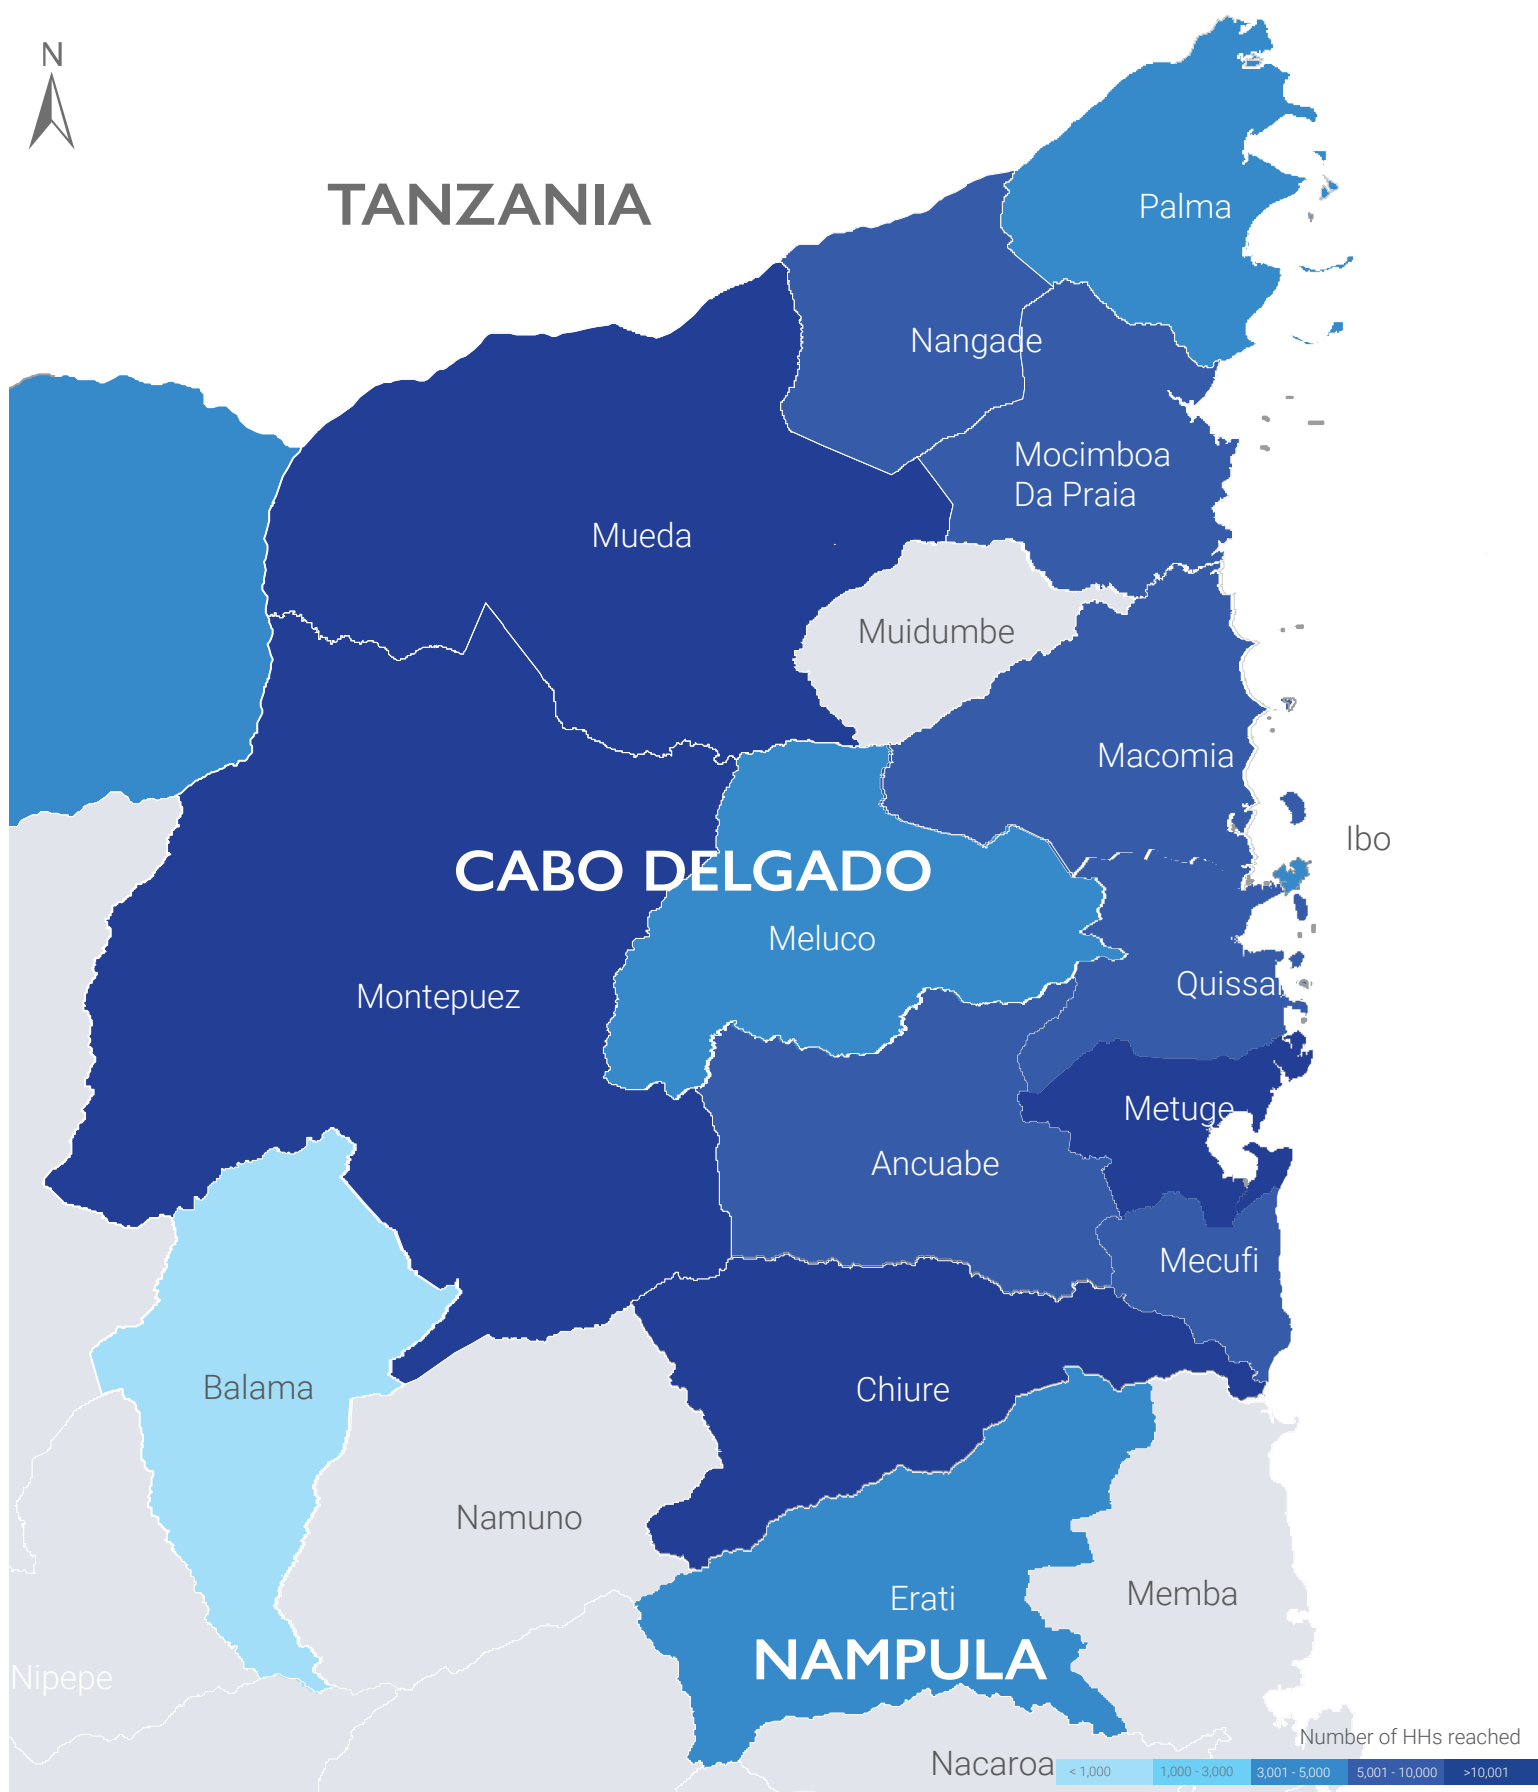 N
TANZANIA
Palma
Nangade
Mocimboa
Da Praia
Mueda
Muidumbe
Macomia
Ibo
CABO DELGADO
Meluco
Quissan
Montepuez
Metuge
Ancuabe
Mecufi
Balama
Chiure
Namuno
Erati
Memba
NAMPULA
Nipepe
Number of HHs reached
Nacaroa
< 1,000 1,000 - 3,000 3,001 - 5,000 5,001 - 10,000 >10,001